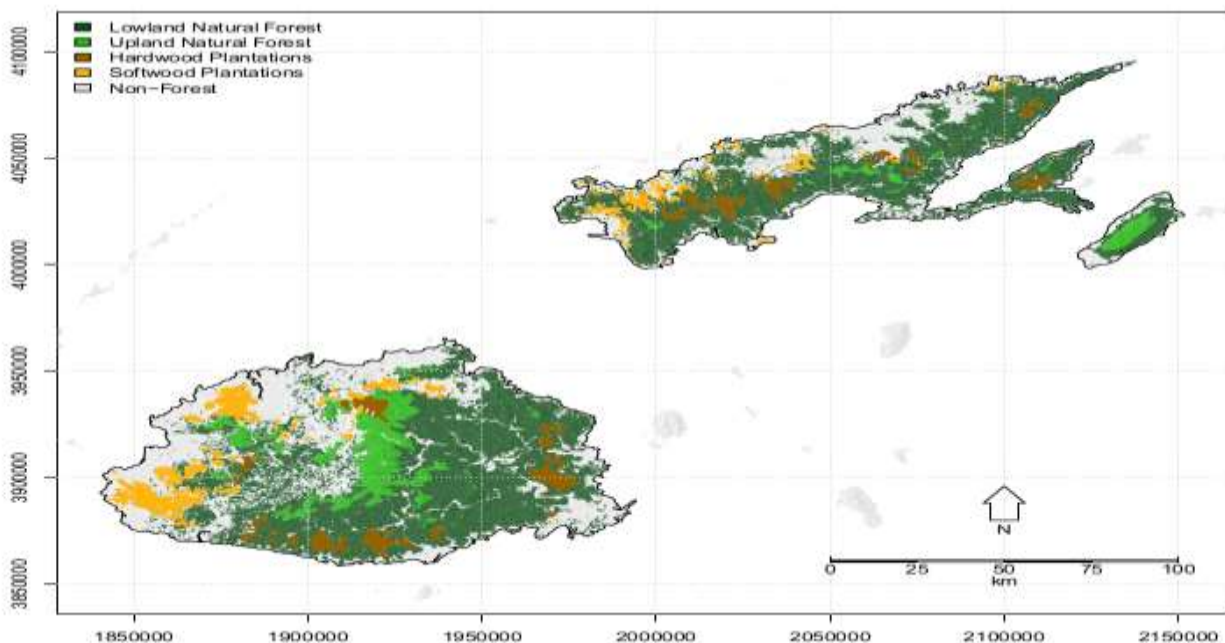 Lowland Natural Forest
Upland Natural Forest
Hardwood Plantations
Softwood Plantations
Non-Forest
4100000
4050000
4000000
3950000
3900000
3850000
N
0 25 50 75 100
km
1850000 1900000 1950000 2000000 2050000 2100000 2150000